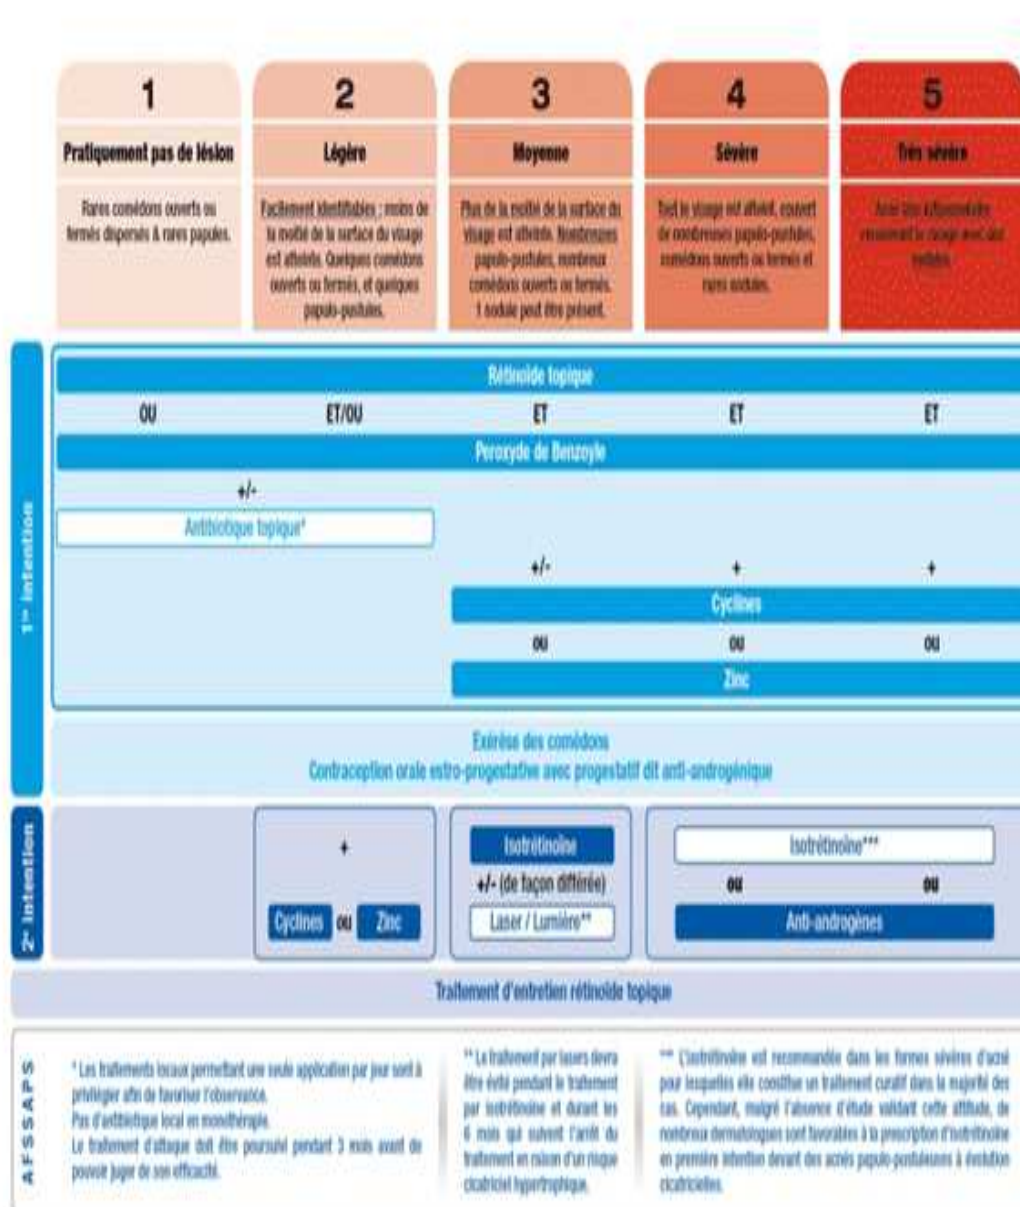 1
Pratiquement pas de lésion
Rares comédons ouverts ou
fermés dispersés & rares papules.
2
Légère
Facilement identifiables ; moins de
la moitié de la surface du visage
est atteinte. Quelques comédons
ouverts ou fermés, et quelques
papulo-pustules.
3
Moyenne
Plus de la moitié de la surface du
visage est atteinte. Nombreuses
papulo-pustules, nombreux
comédons ouverts ou fermés.
1 nodule peut être présent.
4
Sévère
Tout le visage est atteint, couvert
de nombreuses papulo-pustules,
comédons ouverts ou fermés et
rares nodules.
5
Très sévère
Acné très inflammatoire
le visage avec des
nodules.
1re intention
Rétinoïde topique
OU ET/OU ET ET ET
Peroxyde de Benzoyle
+/-
Antibiotique topique*
+/- + +
Cyclines
OU OU OU
Zinc
Exérèse des comédons
Contraception orale estro-progestative avec progestatif dit anti-androgénique
2e intention
+
Cyclines ou Zinc
Isotrétinoïne
+/- (de façon différée)
Laser / Lumière**
Isotrétinoïne***
ou ou
Anti-androgènes
Traitement d'entretien rétinoïde topique
AFSSAPS
* Les traitements locaux permettant une seule application par jour sont à
privilégier afin de favoriser l'observance.
Pas d'antibiotique local en monothérapie.
Le traitement d'attaque doit être poursuivi pendant 3 mois avant de
pouvoir juger de son efficacité.
** Le traitement par lasers devra
être évité pendant le traitement
par isotrétinoïne et durant les
6 mois qui suivent l'arrêt du
traitement en raison d'un risque
cicatriciel hypertrophique.
*** L'isotrétinoïne est recommandée dans les formes sévères d'acné
pour lesquelles elle constitue un traitement curatif dans la majorité des
cas. Cependant, malgré l'absence d'étude validant cette attitude, de
nombreux dermatologues sont favorables à la prescription d'isotrétinoïne
en première intention devant des acnés papulo-pustuleuses à évolution
cicatricielles.